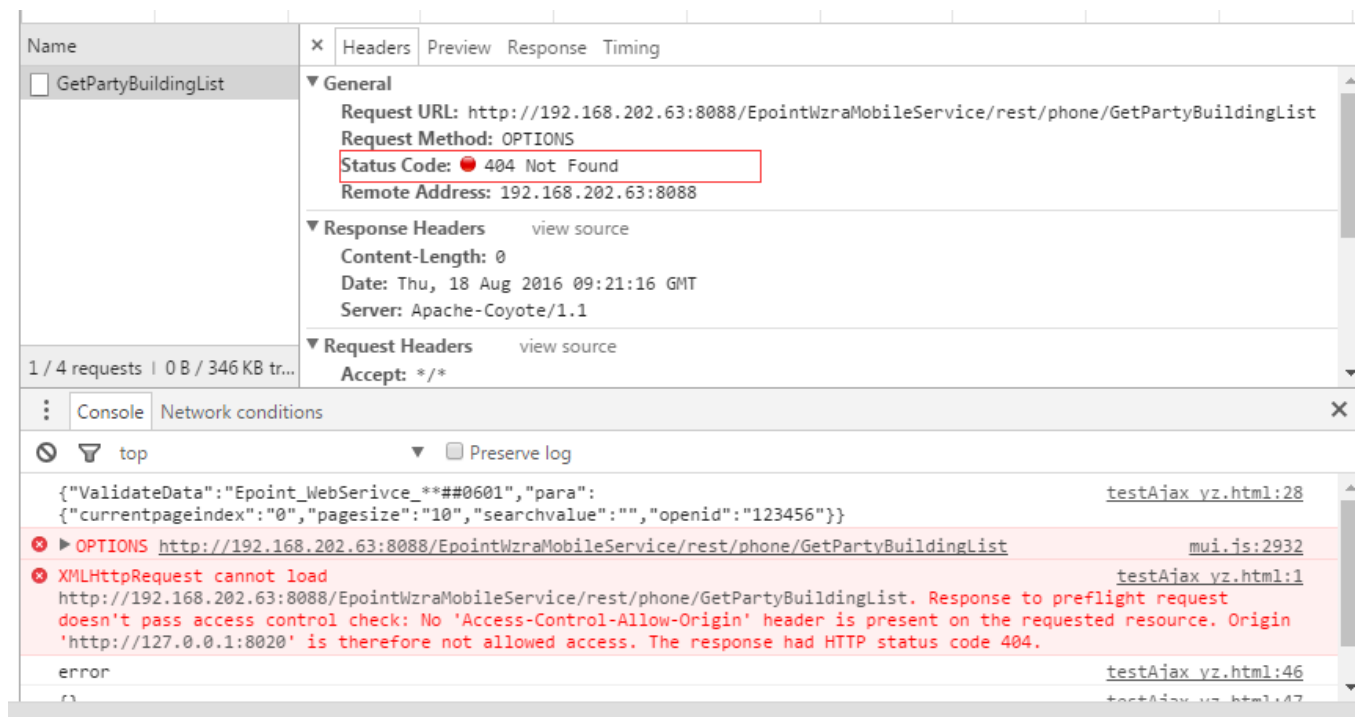 Name
× Headers Preview Response Timing
GetPartyBuildingList
General
Request URL: http://192.168.202.63:8088/EpointWzraMobileService/rest/phone/GetPartyBuildingList
Request Method: OPTIONS
Status Code: 404 Not Found
Remote Address: 192.168.202.63:8088
Response Headers view source
Content-Length: 0
Date: Thu, 18 Aug 2016 09:21:16 GMT
Server: Apache-Coyote/1.1
Request Headers view source
Accept: */*
1 / 4 requests | 0 B / 346 KB tr...
Console Network conditions
top Preserve log
{"ValidateData":"Epoint_WebSerivce_**##0601","para": testAjax_yz.html:28
{"currentpageindex":"0","pagesize":"10","searchvalue":"","openid":"123456"}}
OPTIONS http://192.168.202.63:8088/EpointWzraMobileService/rest/phone/GetPartyBuildingList mui.js:2932
XMLHttpRequest cannot load testAjax_yz.html:1
http://192.168.202.63:8088/EpointWzraMobileService/rest/phone/GetPartyBuildingList. Response to preflight request
doesn't pass access control check: No 'Access-Control-Allow-Origin' header is present on the requested resource. Origin
'http://127.0.0.1:8020' is therefore not allowed access. The response had HTTP status code 404.
error testAjax_yz.html:46
testAjax_yz.html:47